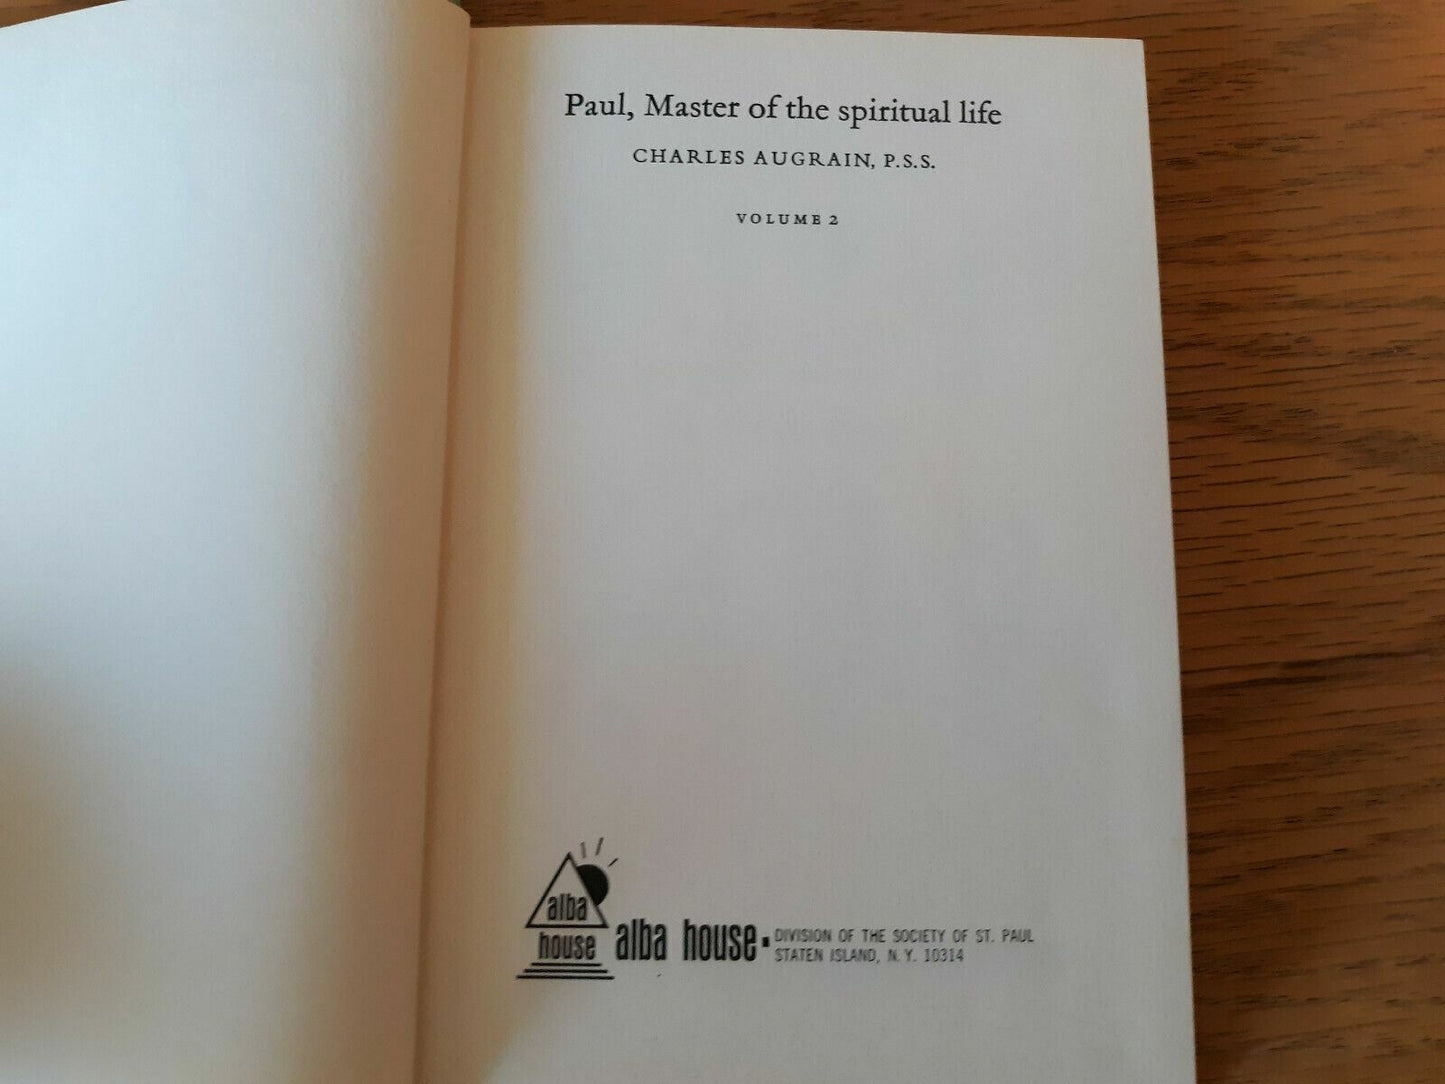 Paul, Master of the spiritual life
CHARLES AUGRAIN, P.S.S.
VOLUME 2
alba
house
alba house · DIVISION OF THE SOCIETY OF ST. PAUL
STATEN ISLAND, N. Y. 10314